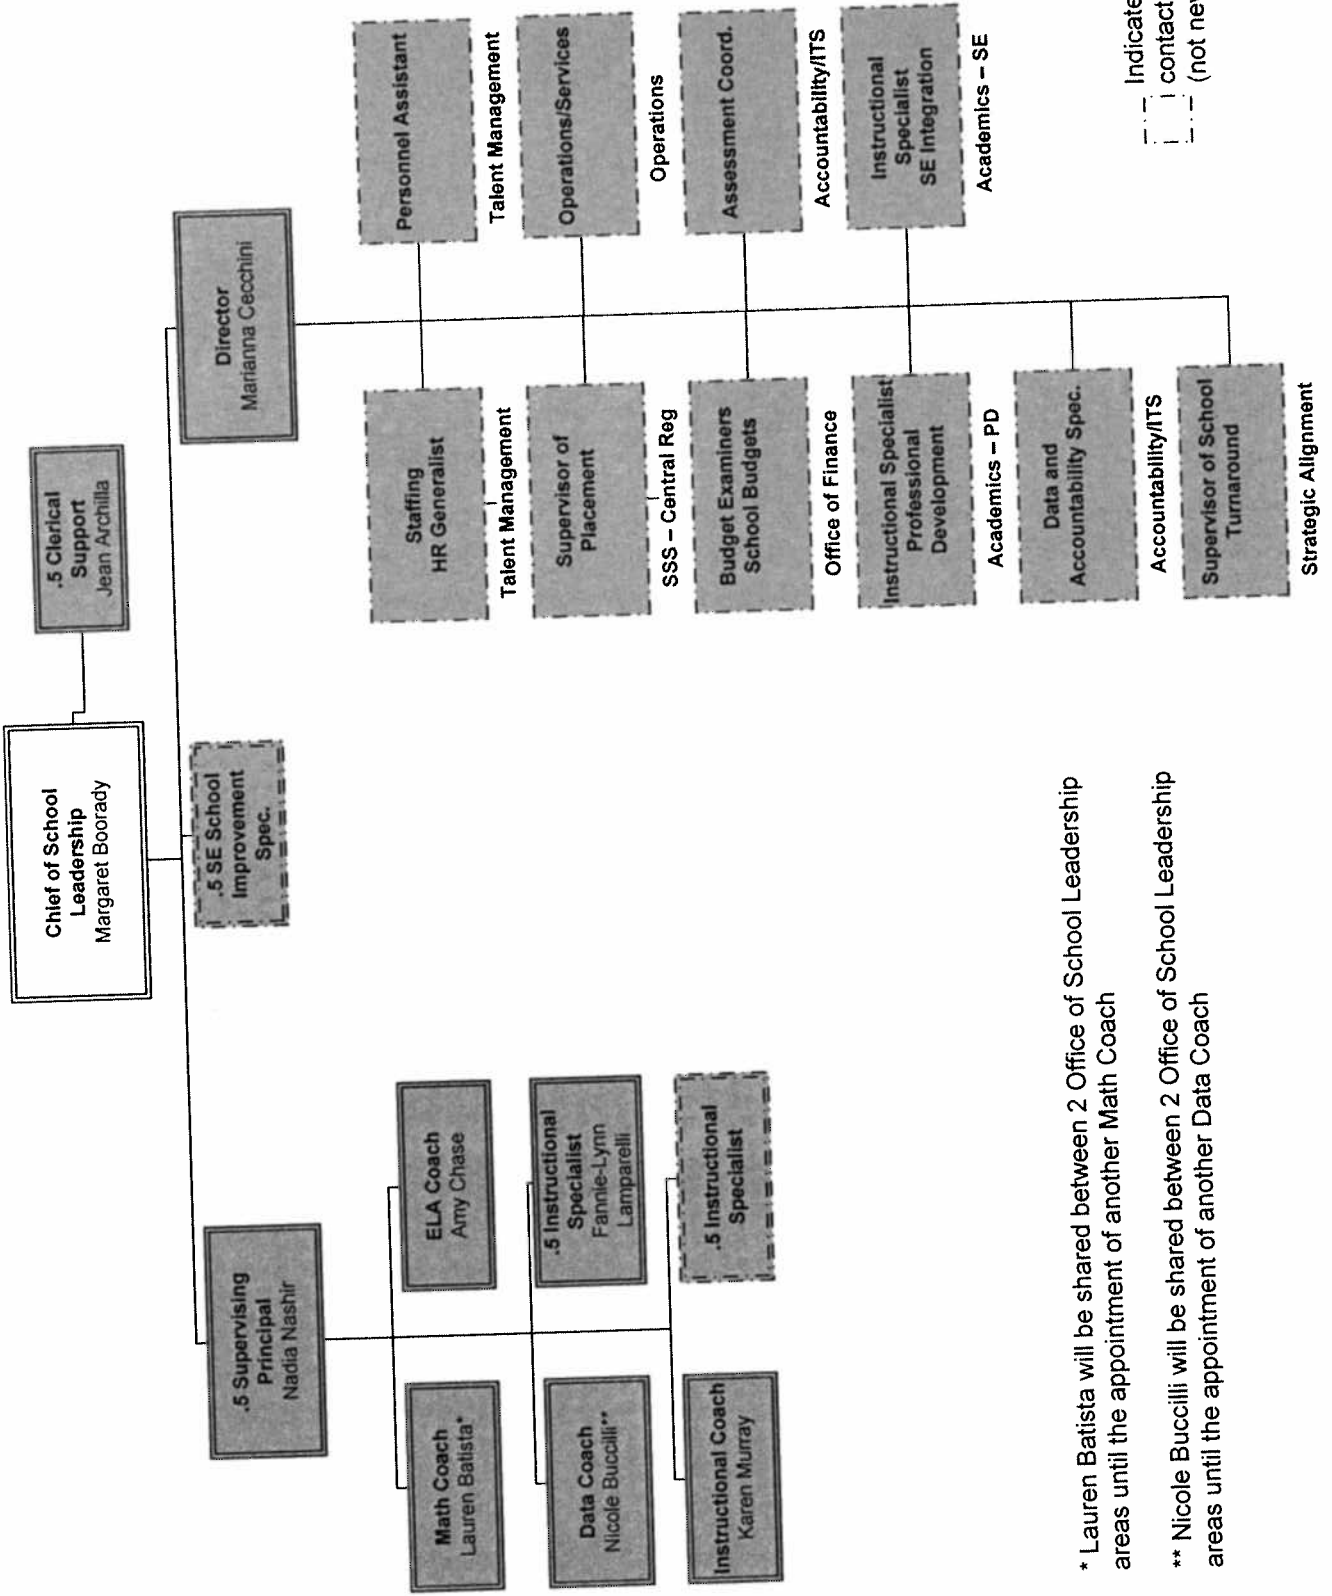 Chief of School
Leadership
Margaret Boorady
.5 Clerical
Support
Jean Archilla
.5 Supervising
Principal
Nadia Nashir
.5 SE School
Improvement
Spec.
Director
Marianna Cecchini
Math Coach
Lauren Batista*
ELA Coach
Amy Chase
Data Coach
Nicole Buccilli**
.5 Instructional
Specialist
Fannie-Lynn
Lamparelli
Instructional Coach
Karen Murray
.5 Instructional
Specialist
Staffing
HR Generalist
Talent Management
Personnel Assistant
Talent Management
Supervisor of
Placement
SSS – Central Reg
Operations/Services
Operations
Budget Examiners
School Budgets
Office of Finance
Assessment Coord.
Accountability/ITS
Instructional Specialist
Professional
Development
Academics – PD
Instructional
Specialist
SE Integration
Academics – SE
Data and
Accountability Spec.
Accountability/ITS
Supervisor of School
Turnaround
Strategic Alignment
* Lauren Batista will be shared between 2 Office of School Leadership
areas until the appointment of another Math Coach
** Nicole Buccilli will be shared between 2 Office of School Leadership
areas until the appointment of another Data Coach
contact
(not